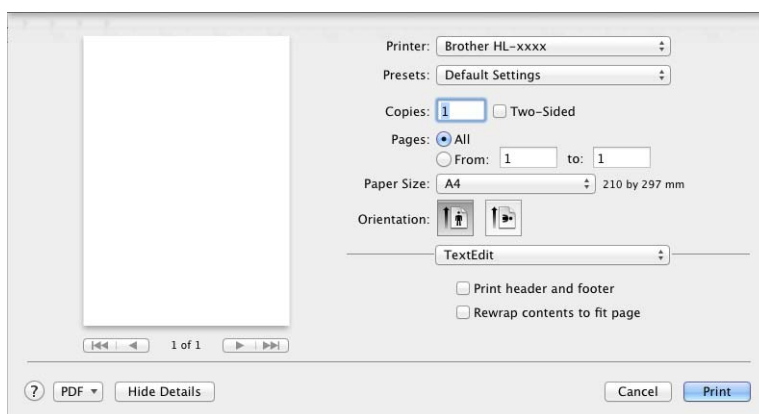 Printer: Brother HL-xxxx
Presets: Default Settings
Copies: 1 Two-Sided
Pages: All
From: 1 to: 1
Paper Size: A4 210 by 297 mm
Orientation:
TextEdit
Print header and footer
Rewrap contents to fit page
1 of 1
? PDF Hide Details Cancel Print